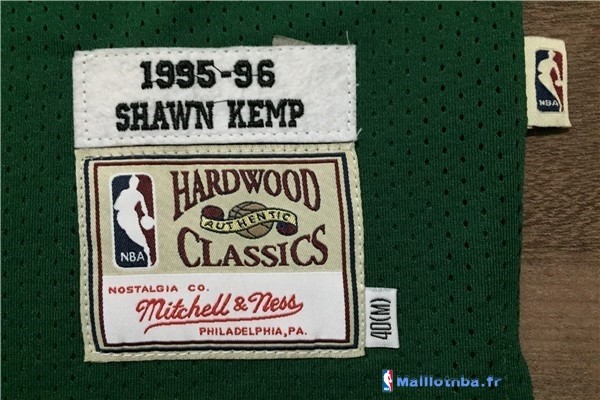 1995-96
SHAWN KEMP
NBA
HARDWOOD
AUTHENTIC
CLASSICS
NBA
NOSTALGIA CO.
Mitchell & Ness
PHILADELPHIA, PA.
40(M)
Maillotnba.fr